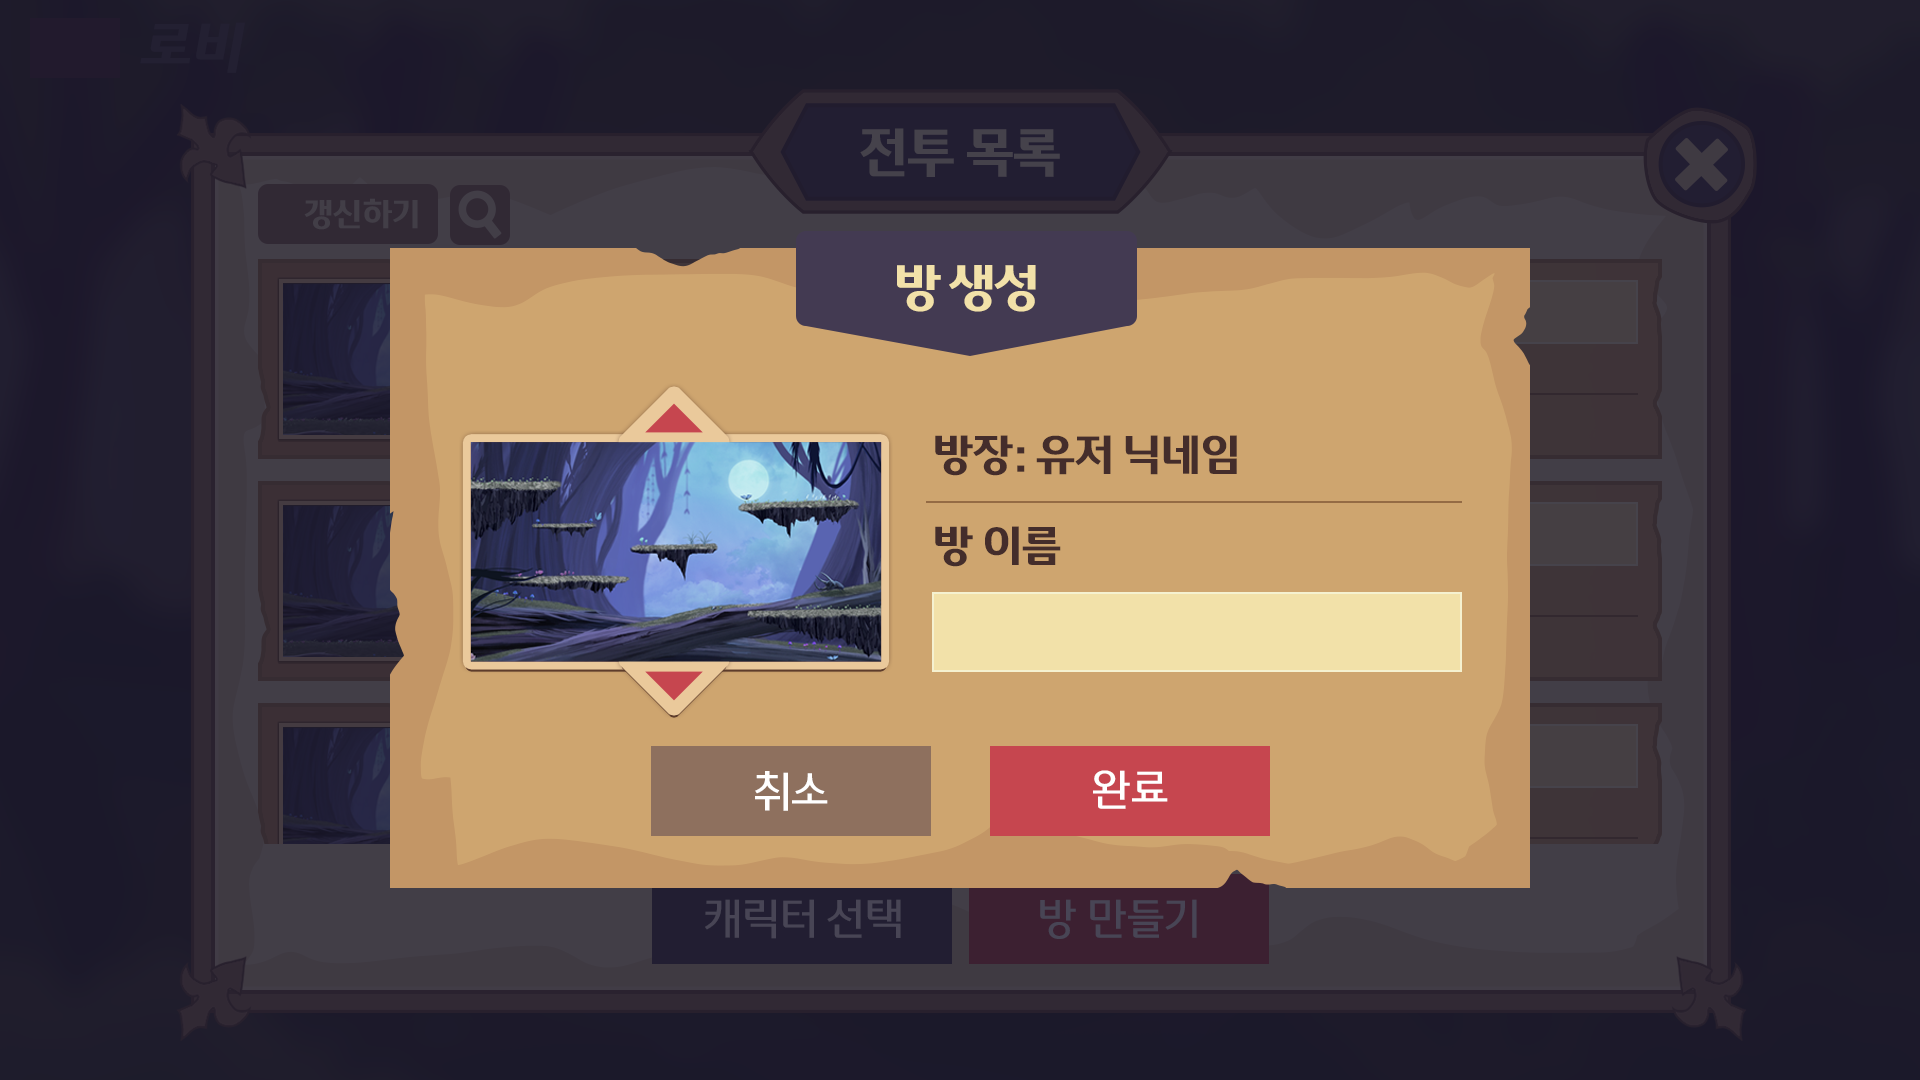 로비
전투 목록
갱신하기
방 생성
방장: 유저 닉네임
방 이름
취소
완료
캐릭터 선택
방 만들기